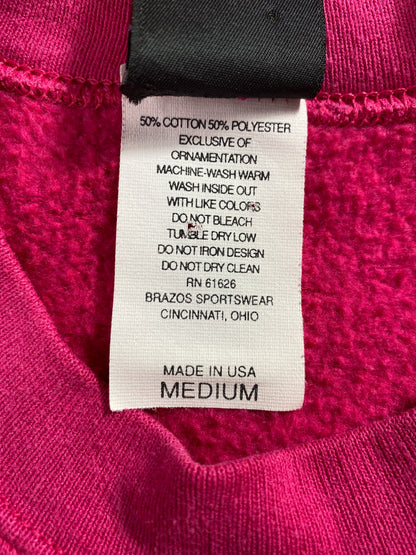 50% COTTON 50% POLYESTER
EXCLUSIVE OF
ORNAMENTATION
MACHINE-WASH WARM
WASH INSIDE OUT
WITH LIKE COLORS
DO NOT BLEACH
TUMBLE DRY LOW
DO NOT IRON DESIGN
DO NOT DRY CLEAN
RN 61626
BRAZOS SPORTSWEAR
CINCINNATI, OHIO
MADE IN USA
MEDIUM